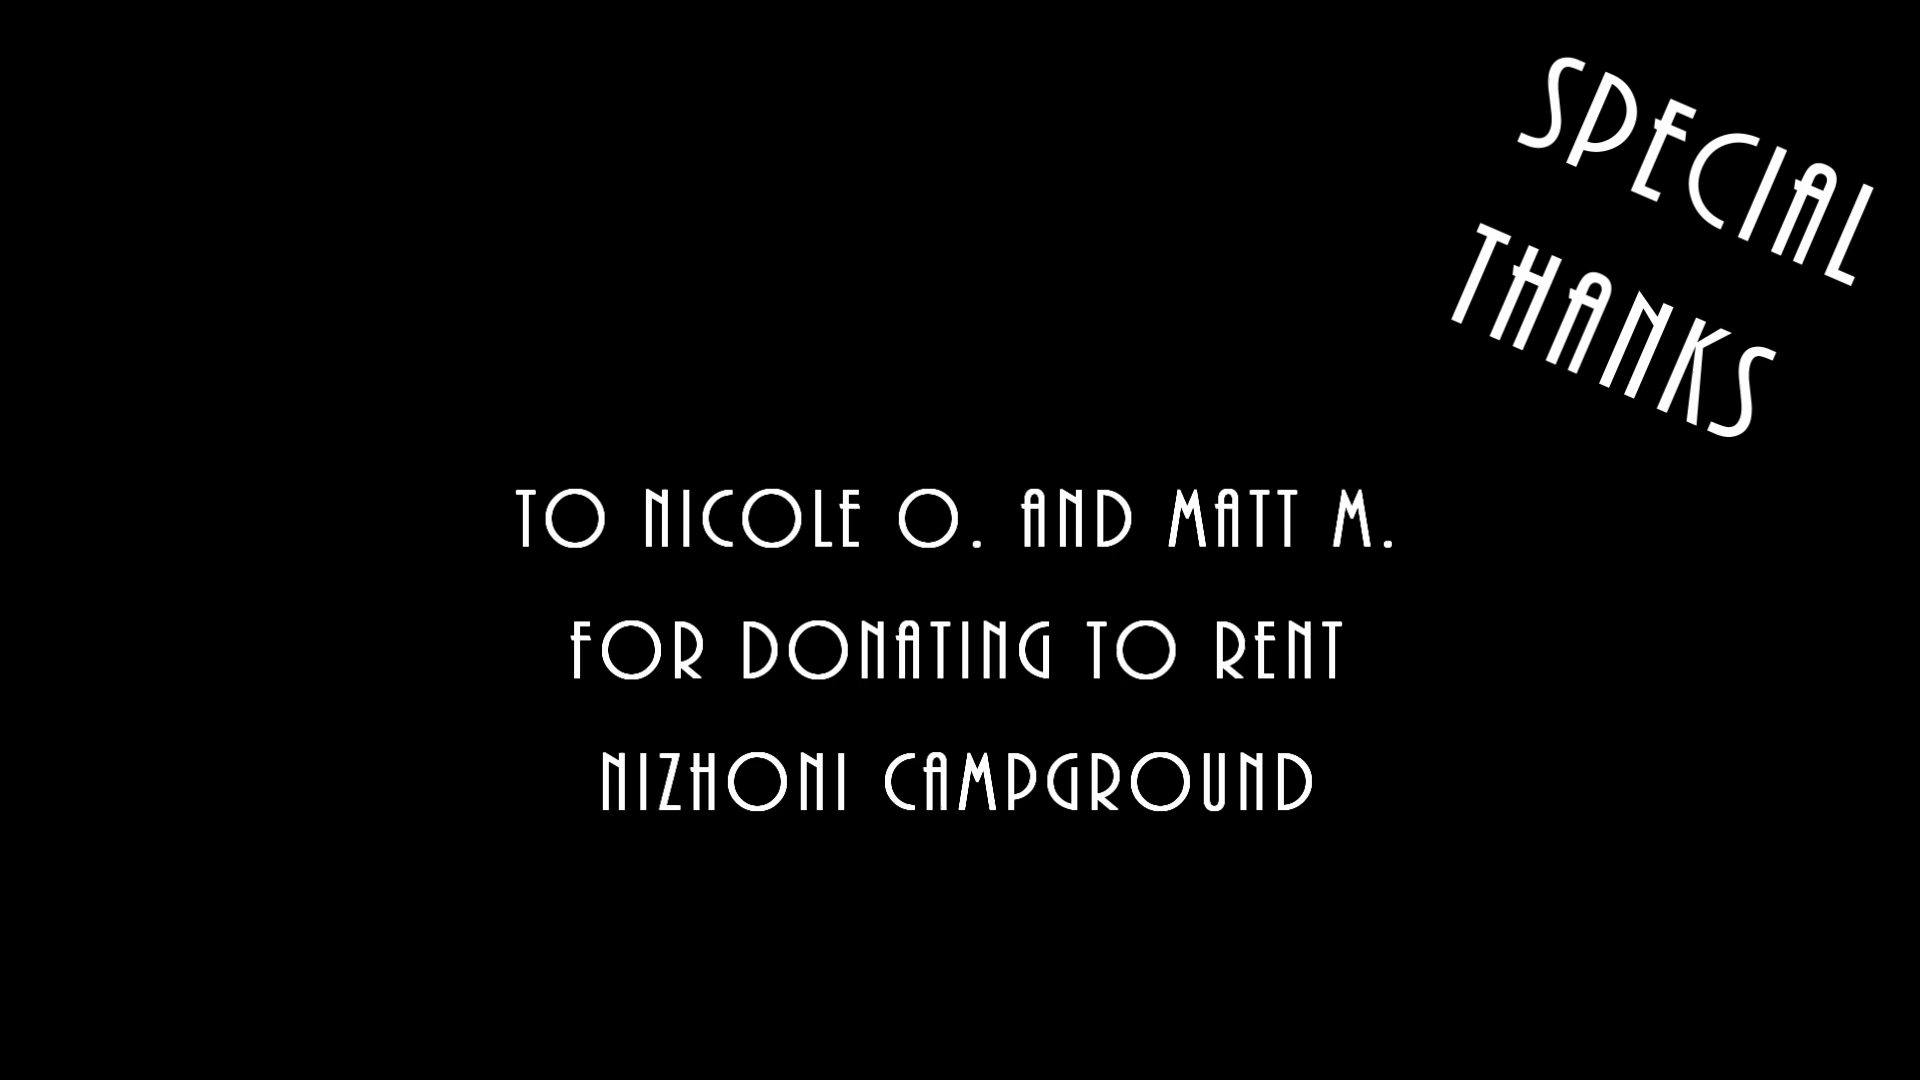 SPECIAL
THANKS
TO NICOLE O. AND MATT M.
FOR DONATING TO RENT
NIZHONI CAMPGROUND